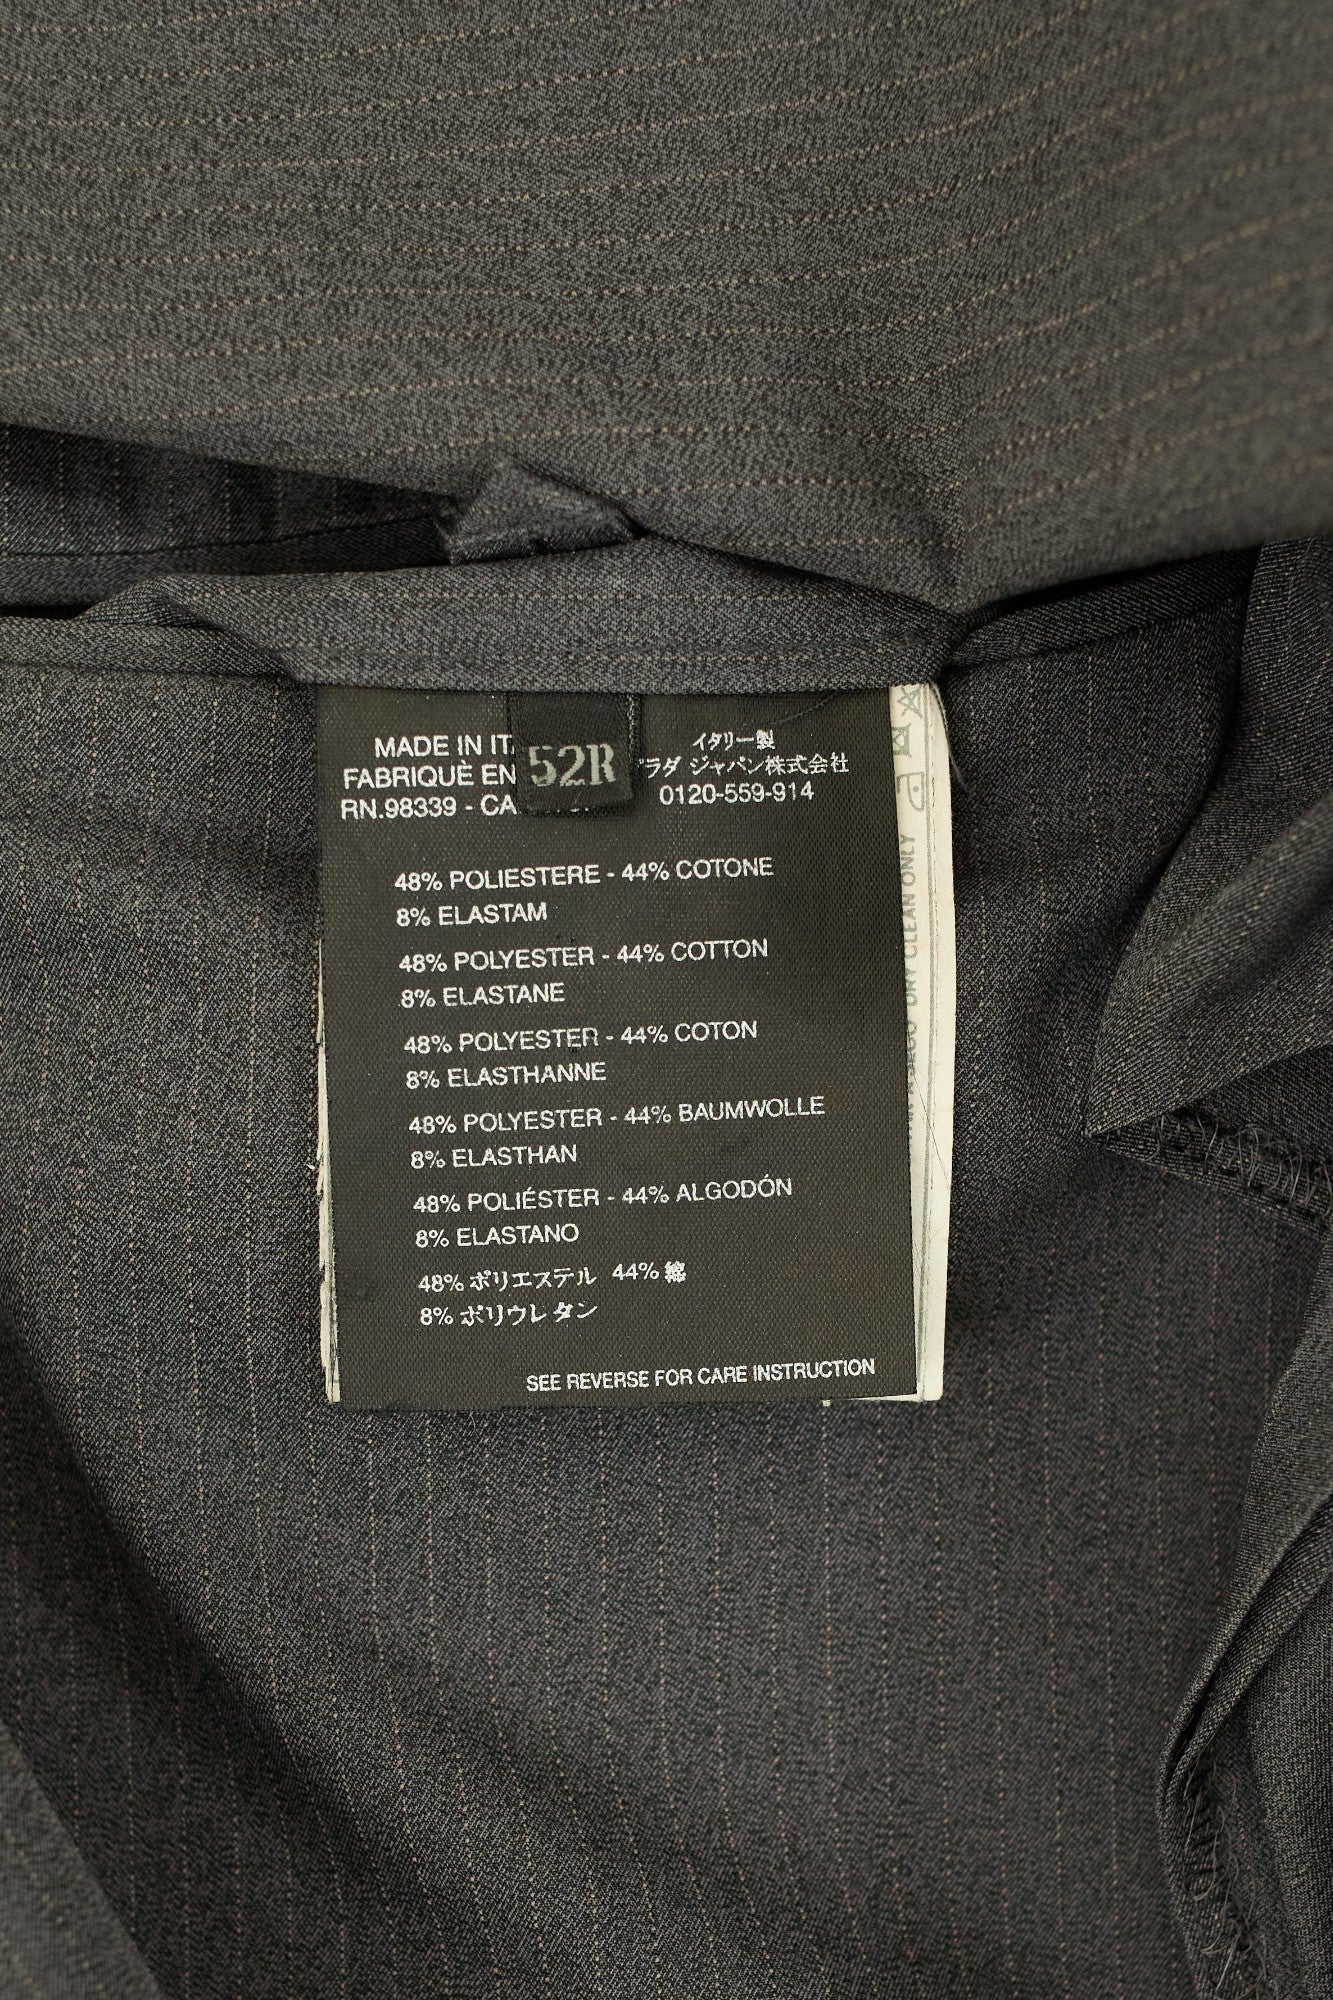 MADE IN
FABRIQUÈ EN
RN.98339 -
52R
イタリー製
ラダ ジャパン株式会社
0120-559-914
48% POLIESTERE - 44% COTONE
8% ELASTAM
48% POLYESTER - 44% COTTON
8% ELASTANE
48% POLYESTER - 44% COTON
8% ELASTHANNE
48% POLYESTER - 44% BAUMWOLLE
8% ELASTHAN
48% POLIÉSTER - 44% ALGODÓN
8% ELASTANO
48% ポリエステル 44% 綿
8% ポリウレタン
SEE REVERSE FOR CARE INSTRUCTION
DRY CLEAN ONLY